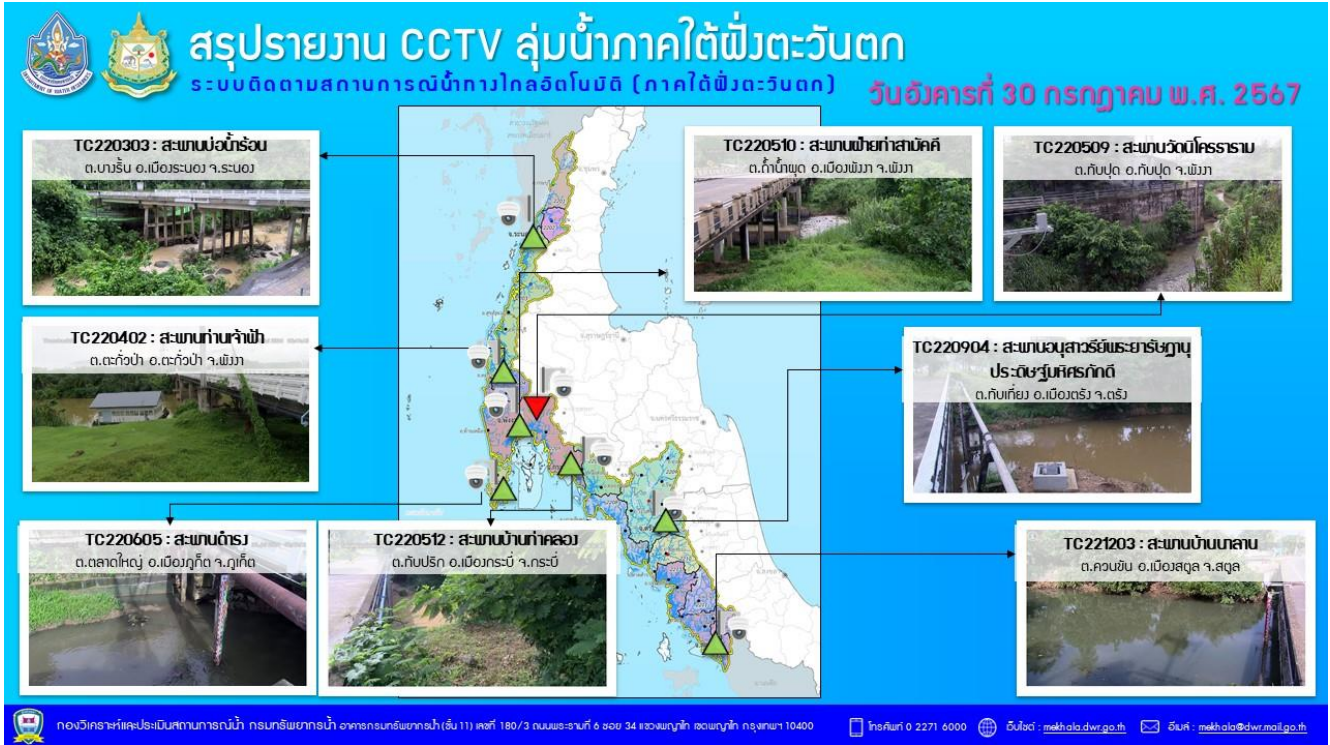 สรุปรายงาน CCTV ลุ่มน้ำภาคใต้ฝั่งตะวันตก
ระบบติดตามสถานการณ์น้ำทางไกลอัตโนมัติ (ภาคใต้ฝั่งตะวันตก)
วันอังคารที่ 30 กรกฎาคม พ.ศ. 2567
TC220303 : สะพานบ่อน้ำร้อน
ต.บางริ้น อ.เมืองระนอง จ.ระนอง
TC220510 : สะพานฝ่ายท่าสามัคคี
ต.ถ้ำน้ำผุด อ.เมืองพังงา จ.พังงา
TC220509 : สะพานวัดนิโครธาราม
ต.ทับปุด อ.ทับปุด จ.พังงา
TC220402 : สะพานท่านเจ้าฟ้า
ต.ตะกั่วป่า อ.ตะกั่วป่า จ.พังงา
TC220904 : สะพานอนุสาวรีย์พระยารัษฎานุ
ประดิษฐ์มหิศรภักดี
ต.ทับเที่ยง อ.เมืองตรัง จ.ตรัง
TC220605 : สะพานดำรง
ต.ตลาดใหญ่ อ.เมืองภูเก็ต จ.ภูเก็ต
TC220512 : สะพานบ้านท่าคลอง
ต.ทับปริก อ.เมืองกระบี่ จ.กระบี่
TC221203 : สะพานบ้านนาลาน
ต.ควนขัน อ.เมืองสตูล จ.สตูล
กองวิเคราะห์และประเมินสถานการณ์น้ำ กรมทรัพยากรน้ำ อาคารกรมทรัพยากรน้ำ(ชั้น 11) เลขที่ 180/3 ถนนพระรามที่ 6 ซอย 34 แขวงพญาไท เขตพญาไท กรุงเทพฯ 10400
โทรศัพท์ 0 2271 6000
เว็บไซต์ : mekhala.dwr.go.th
อีเมล์ : mekhala@dwr.mail.go.th